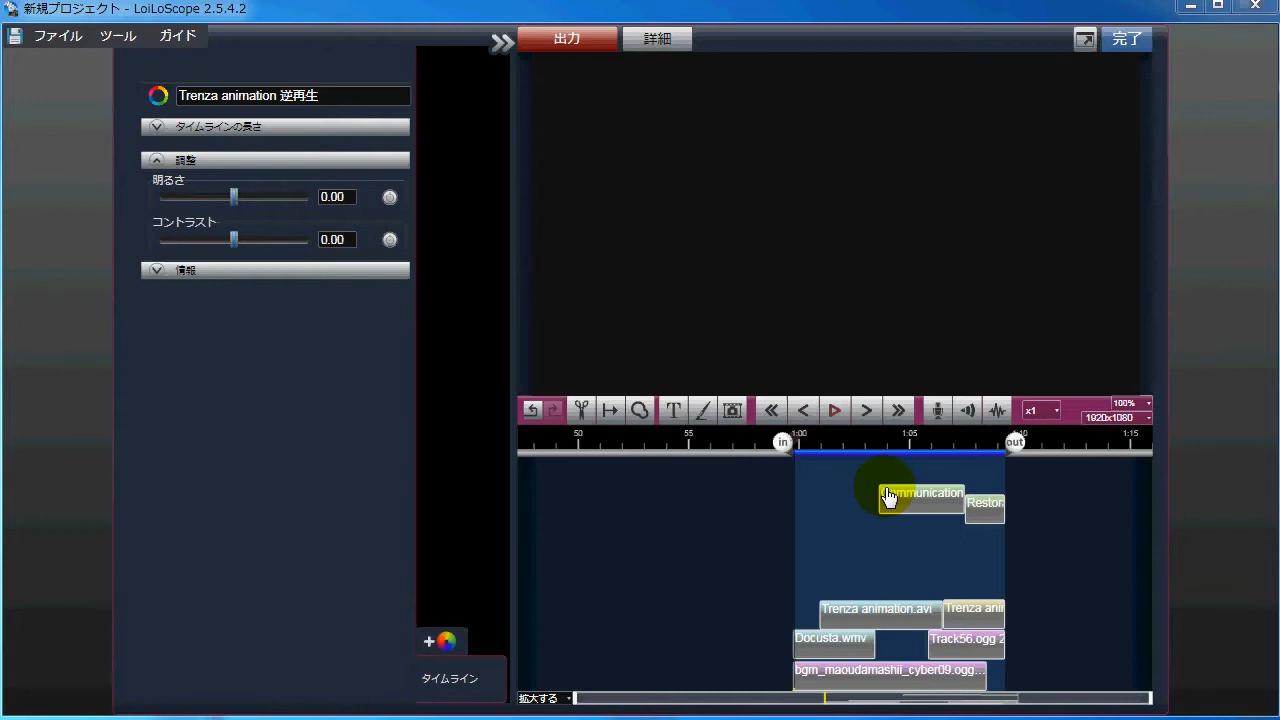 新規プロジェクト - LoiLoScope 2.5.4.2
ファイル ツール ガイド
出力 詳細 完了
Trenza animation 逆再生
タイムラインの長さ
調整
明るさ
0.00
コントラスト
0.00
情報
T x1 100%
1920x1080
50 55 1:00 1:05 1:10 1:15
in out
Communication
Restor
Trenza animation.avi Trenza anim
Docusta.wmv Track56.ogg 2
bgm_maoudamashii_cyber09.ogg...
タイムライン
拡大する